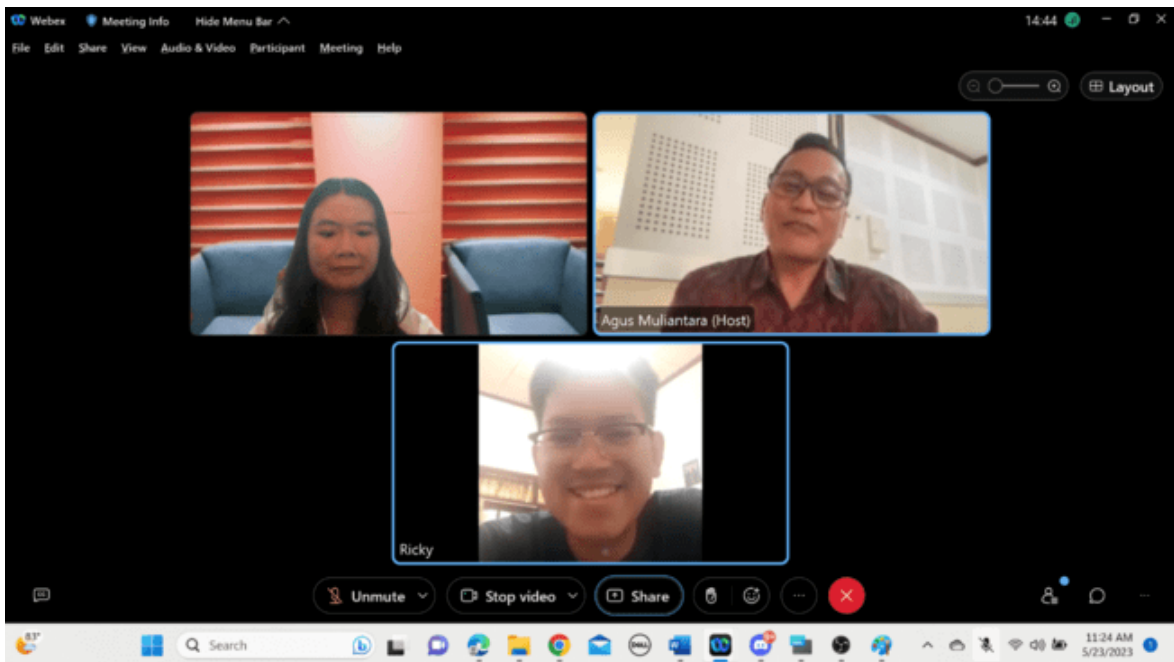 Webex Meeting Info Hide Menu Bar 14:44
File Edit Share View Audio & Video Participant Meeting Help
Layout
Agus Muliantara (Host)
Ricky
Unmute Stop video Share
83°
Search
DELL
11:24 AM
5/23/2023